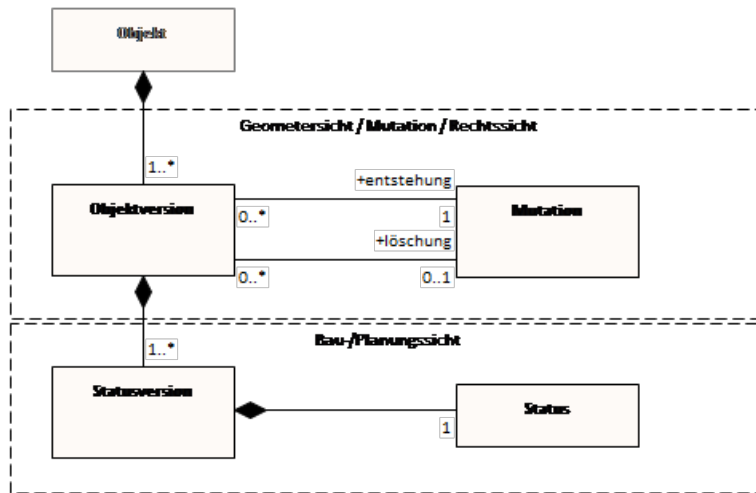 Objekt
Geometersicht / Mutation / Rechtssicht
1..*
+entstehung
Objektversion
Mutation
0..*
1
+löschung
0..*
0..1
Bau-/Planungssicht
1..*
Statusversion
Status
1